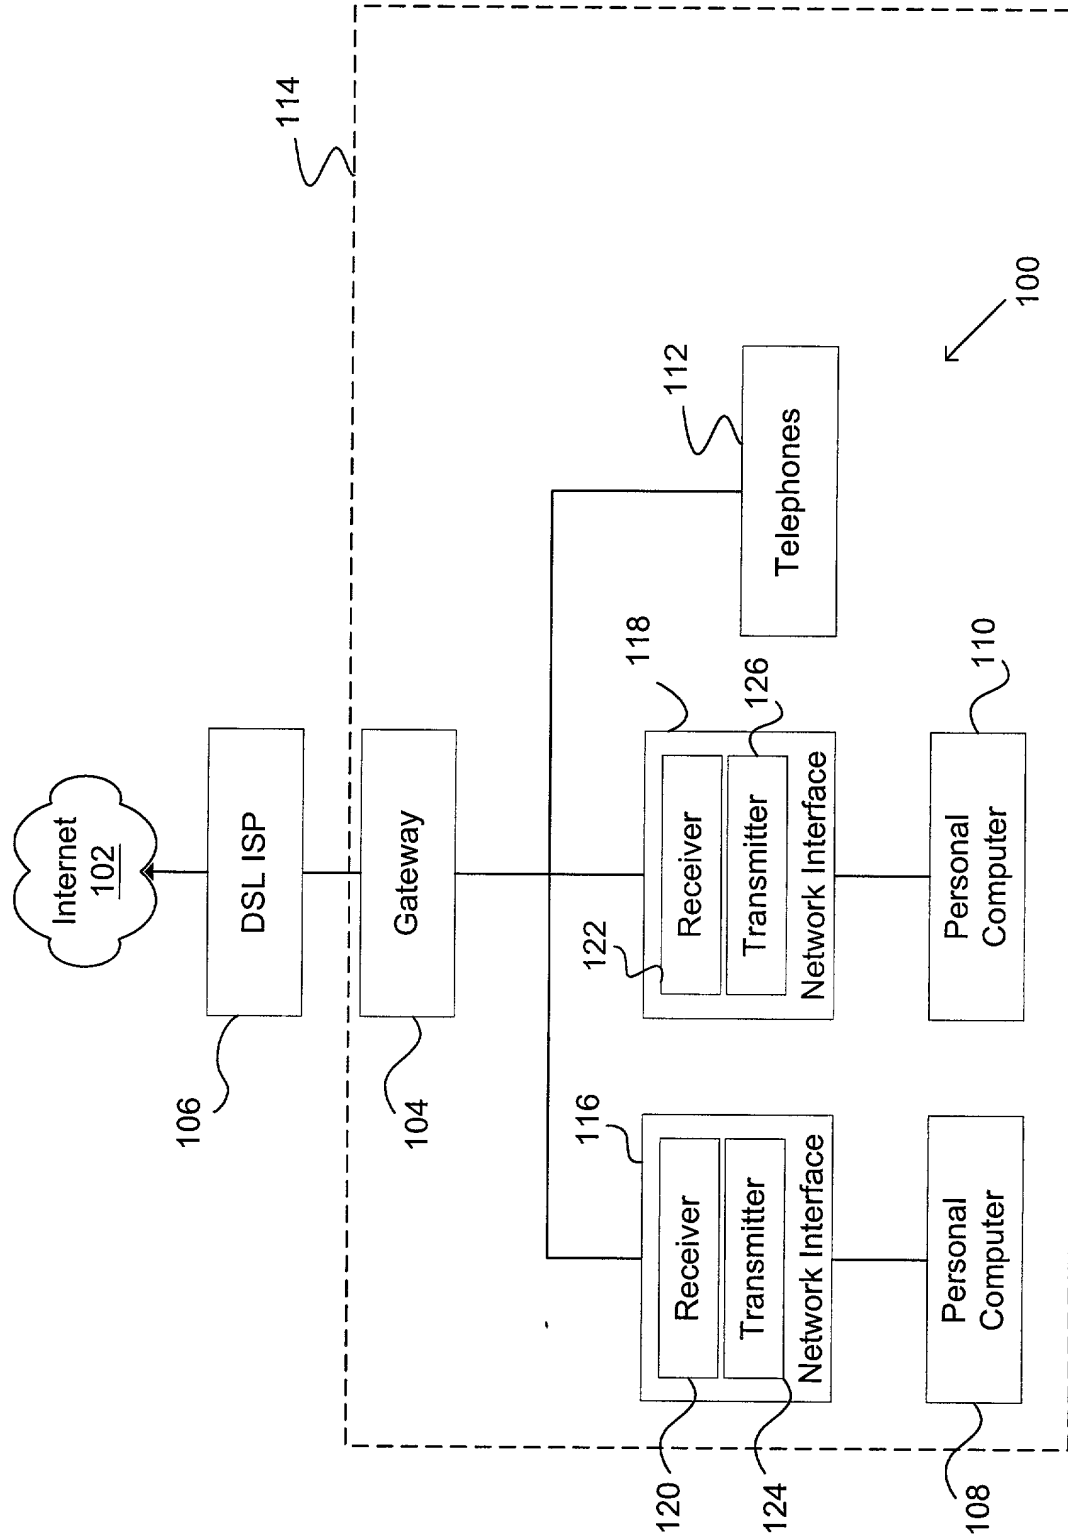 Internet
102
114
DSL ISP
106
Gateway
104
116
Receiver
Transmitter
Network Interface
120
124
Personal
Computer
108
118
122
Receiver
Transmitter
126
Network Interface
Personal
Computer
110
112
Telephones
100